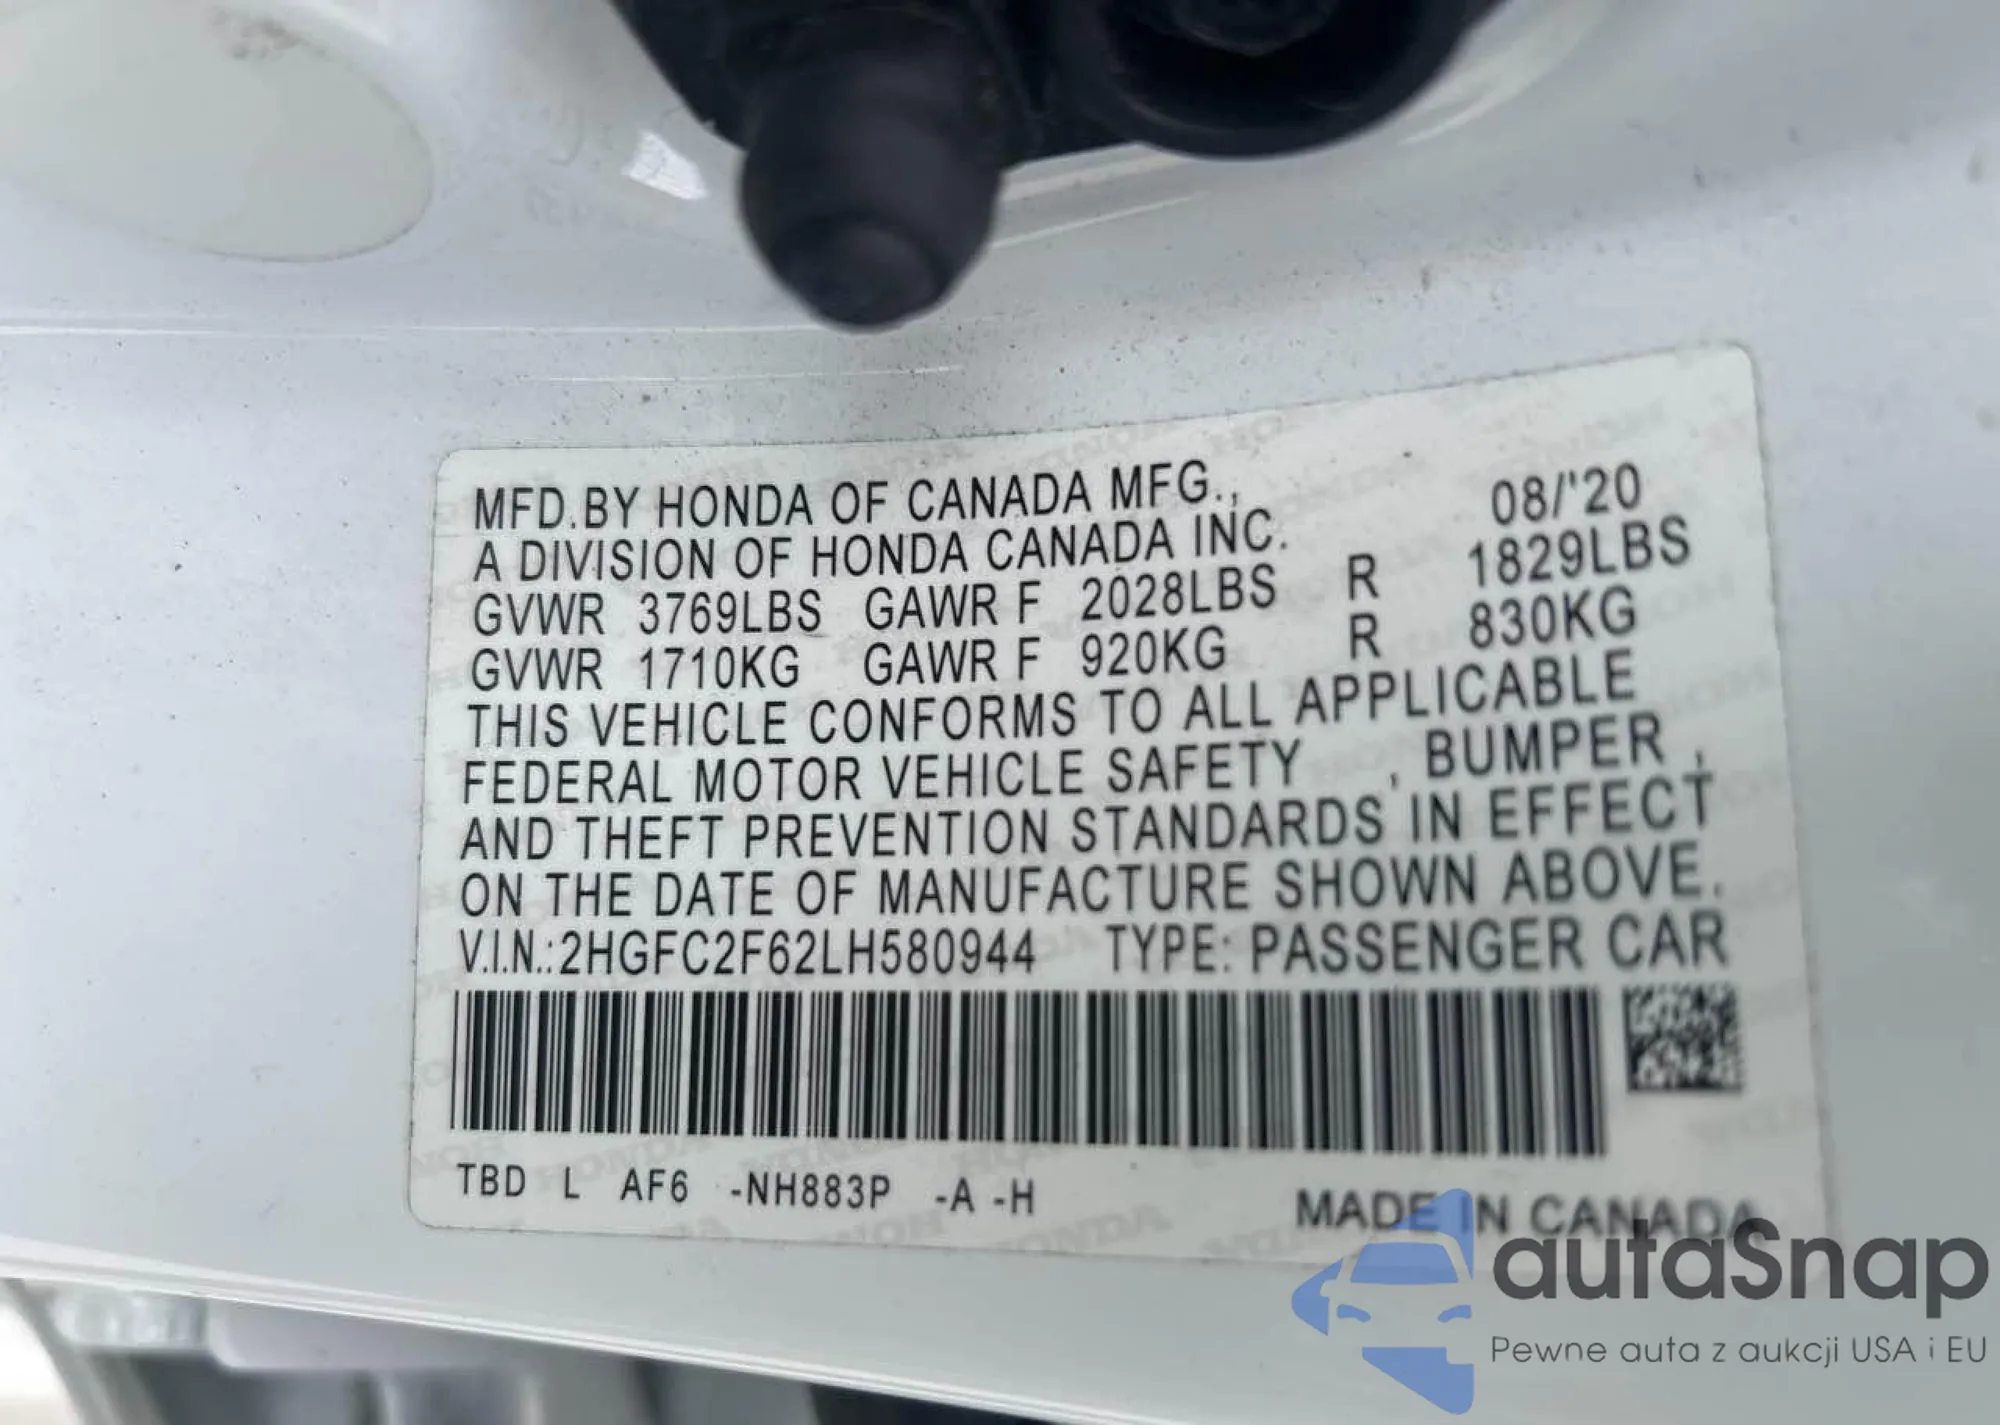 MFD.BY HONDA OF CANADA MFG., 08/'20
A DIVISION OF HONDA CANADA INC.
GVWR 3769LBS GAWR F 2028LBS R 1829LBS
GVWR 1710KG GAWR F 920KG R 830KG
THIS VEHICLE CONFORMS TO ALL APPLICABLE
FEDERAL MOTOR VEHICLE SAFETY , BUMPER ,
AND THEFT PREVENTION STANDARDS IN EFFECT
ON THE DATE OF MANUFACTURE SHOWN ABOVE.
V.I.N.:2HGFC2F62LH580944 TYPE: PASSENGER CAR
TBD L AF6 -NH883P -A -H
MADE IN CANADA
autaSnap
Pewne auta z aukcji USA i EU